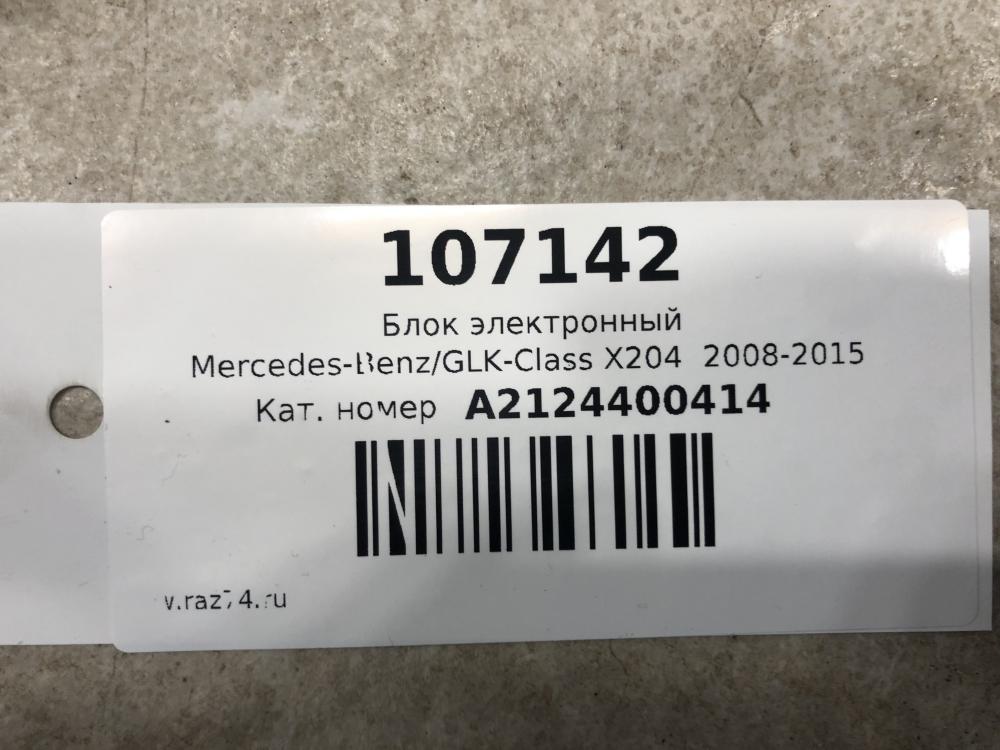 107142
Блок электронный
Mercedes-Benz/GLK-Class X204 2008-2015
Кат. номер A2124400414
v.raz74.ru